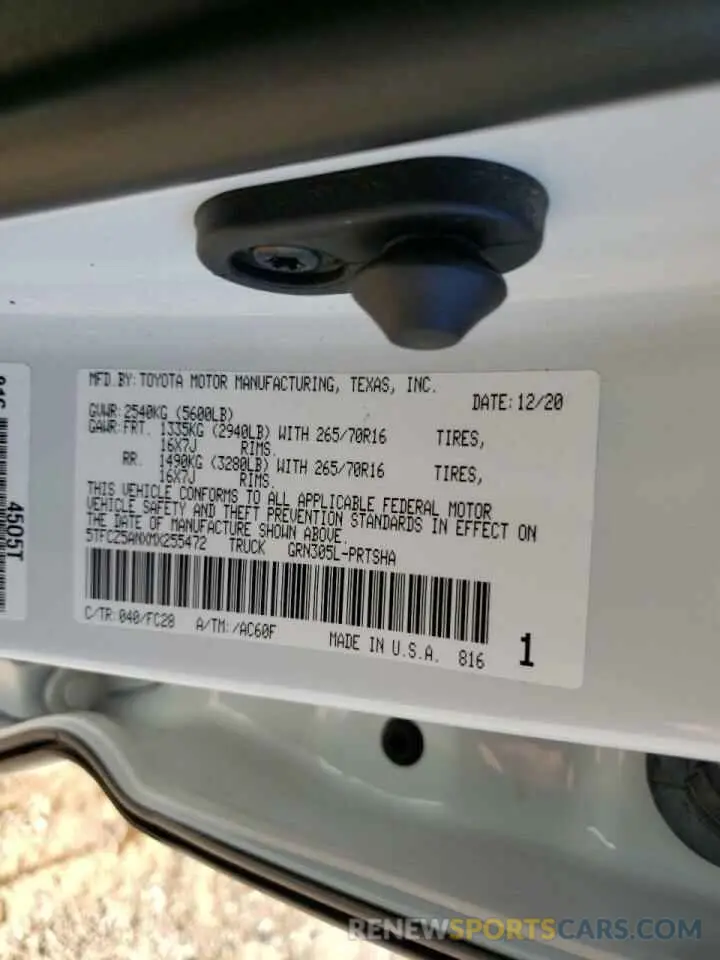 MFD.BY:TOYOTA MOTOR MANUFACTURING, TEXAS, INC.
DATE:12/20
GVWR:2540KG (5600LB)
GAWR:FRT. 1335KG (2940LB) WITH 265/70R16 TIRES,
16X7J RIMS.
RR. 1490KG (3280LB) WITH 265/70R16 TIRES,
16X7J RIMS.
THIS VEHICLE CONFORMS TO ALL APPLICABLE FEDERAL MOTOR
VEHICLE SAFETY AND THEFT PREVENTION STANDARDS IN EFFECT ON
THE DATE OF MANUFACTURE SHOWN ABOVE.
5TFCZ5ANXMX255472 TRUCK GRN305L-PRTSHA
C/TR:040/FC28 A/TM:/AC60F MADE IN U.S.A. 816 1
4505T
RENEWSPORTSCARS.COM